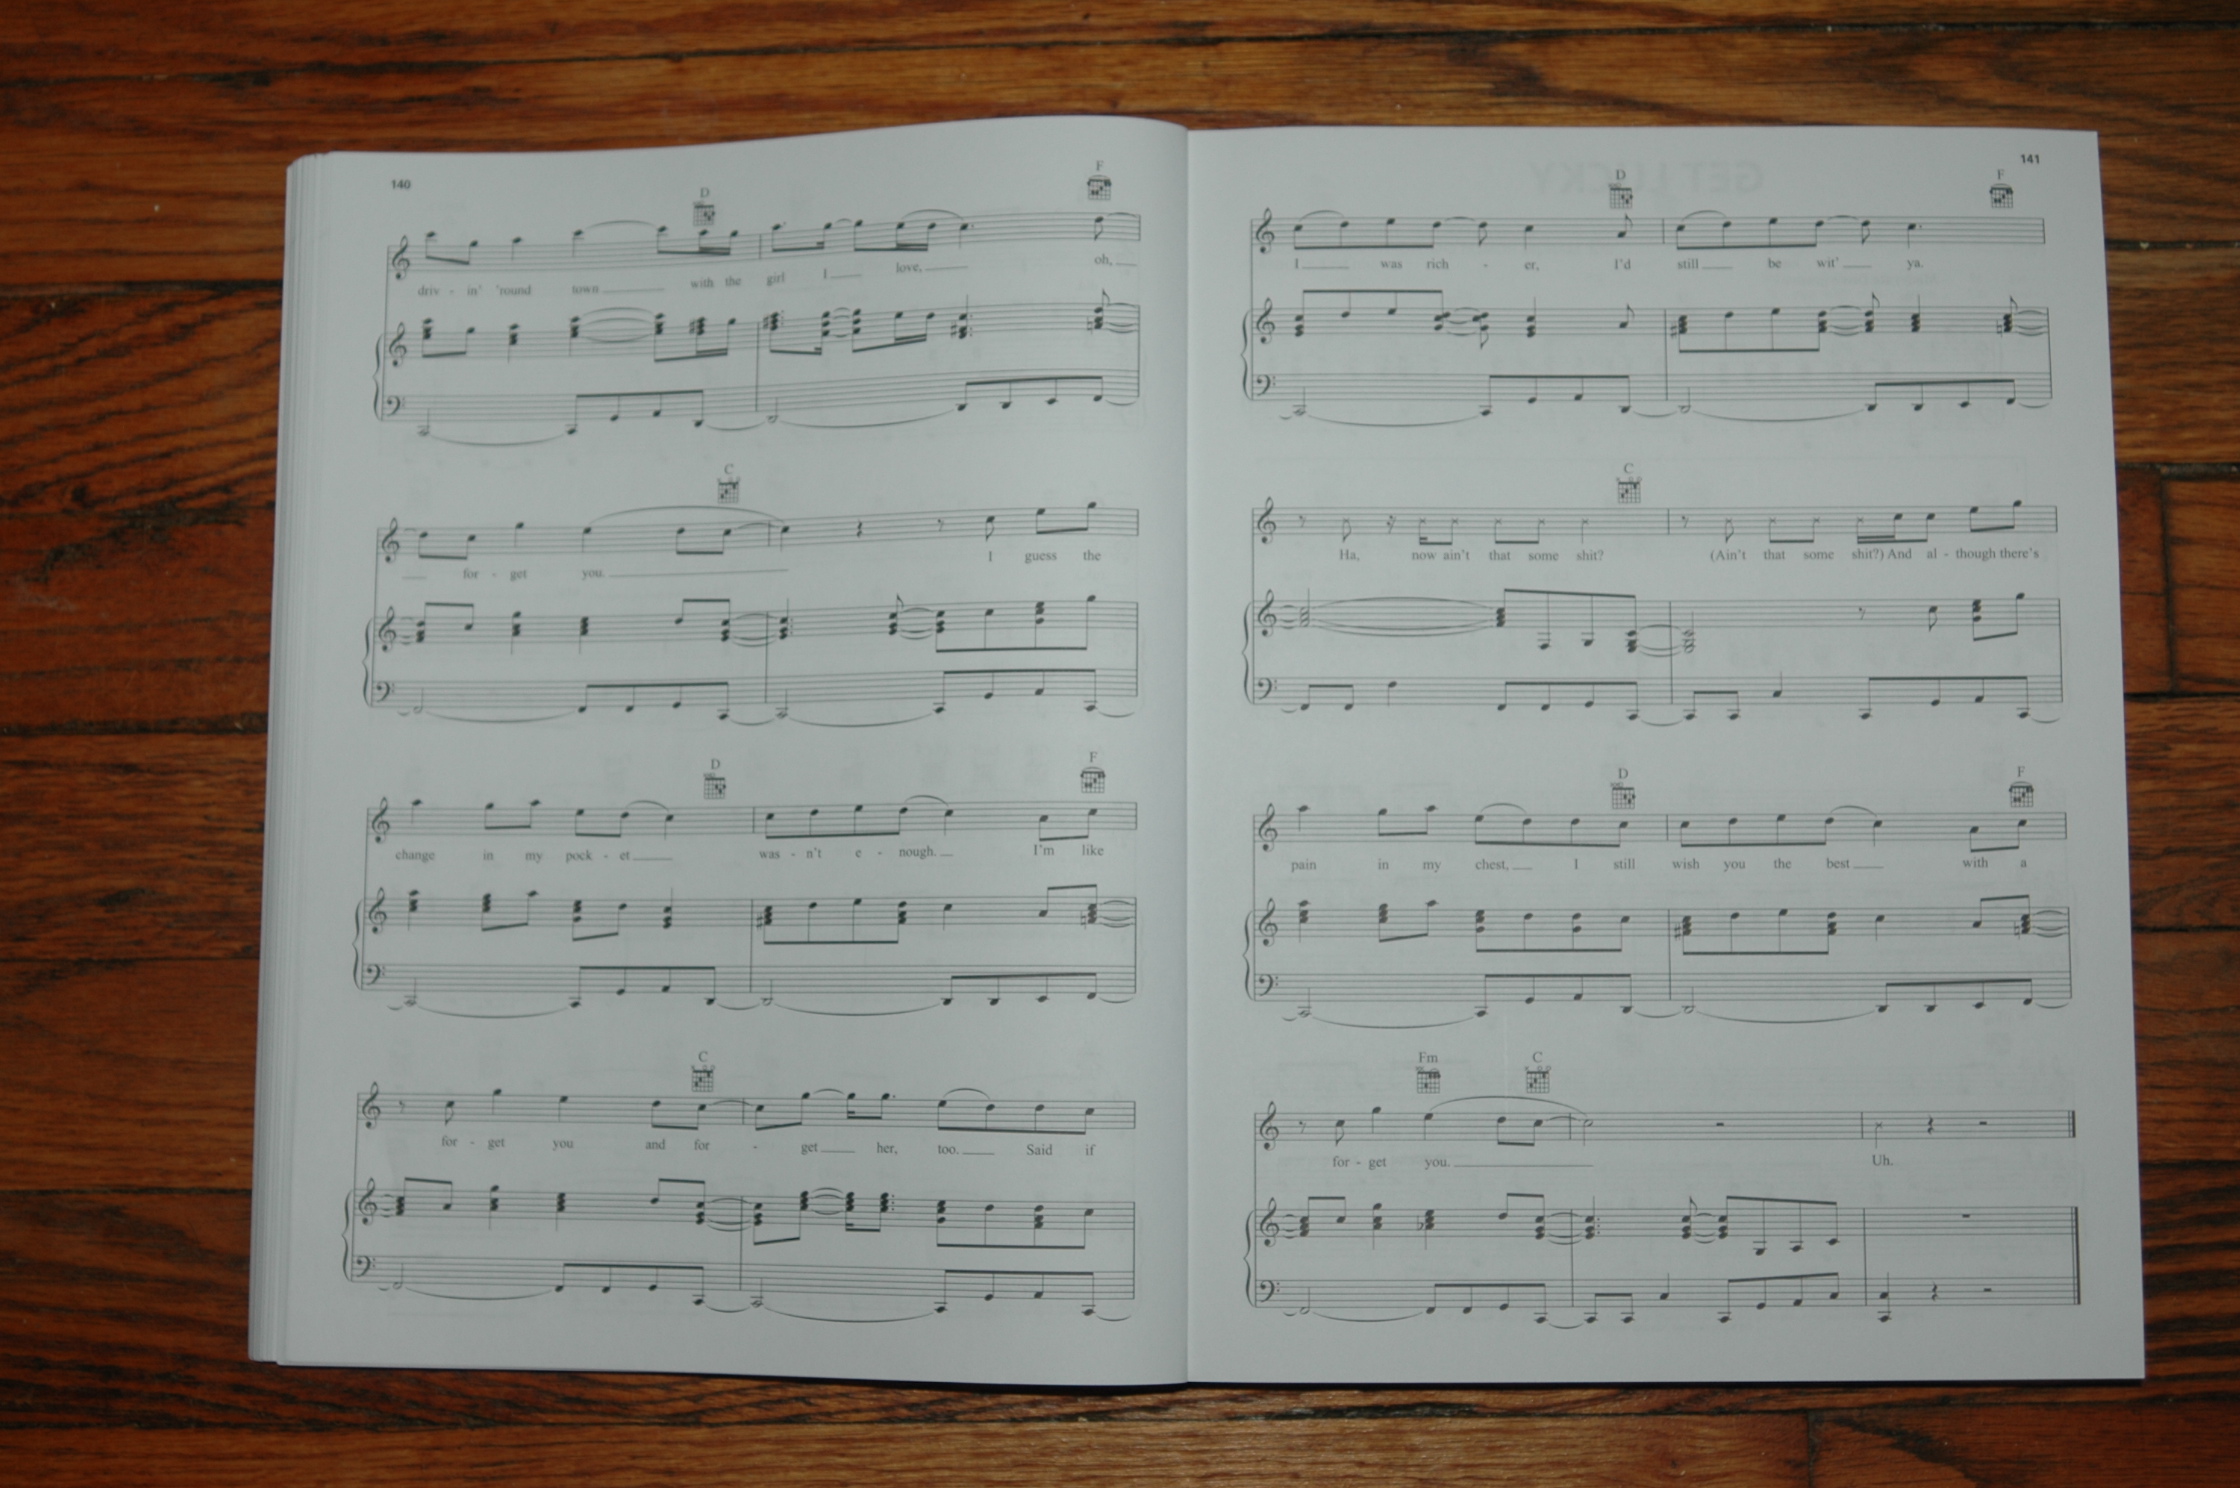 140
D F
driv - in' 'round town with the girl I love, oh,
C
for - get you. I guess the
D F
change in my pock - et was - n't e - nough. I'm like
C
for - get you and for - get her, too. Said if
141
D F
I was rich - er, I'd still be wit' ya.
C
Ha, now ain't that some shit? (Ain't that some shit?) And al - though there's
D F
pain in my chest, I still wish you the best with a
Fm C
for - get you. Uh.
GET LUCKY